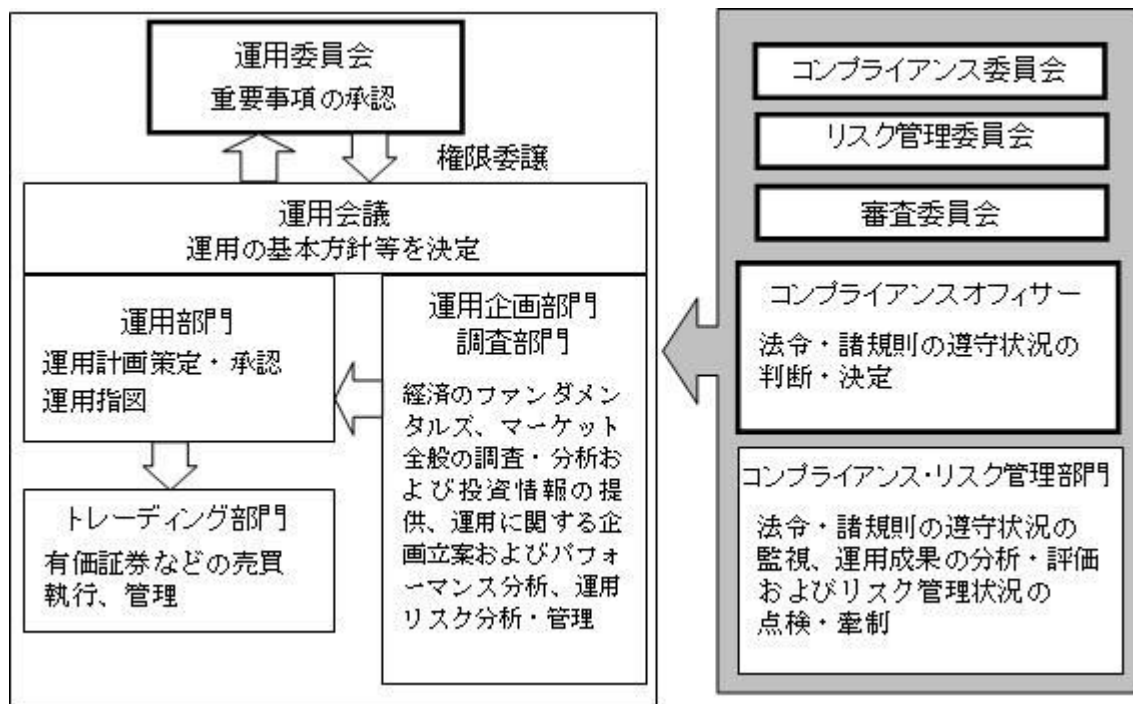 運用委員会
重要事項の承認
権限委譲
運用会議
運用の基本方針等を決定
運用部門
運用計画策定・承認
運用指図
運用企画部門
調査部門
経済のファンダメン
タルズ、マーケット
全般の調査・分析お
よび投資情報の提
供、運用に関する企
画立案およびパフォ
ーマンス分析、運用
リスク分析・管理
トレーディング部門
有価証券などの売買
執行、管理
コンプライアンス委員会
リスク管理委員会
審査委員会
コンプライアンスオフィサー
法令・諸規則の遵守状況の
判断・決定
コンプライアンス・リスク管理部門
法令・諸規則の遵守状況の
監視、運用成果の分析・評価
およびリスク管理状況の
点検・牽制